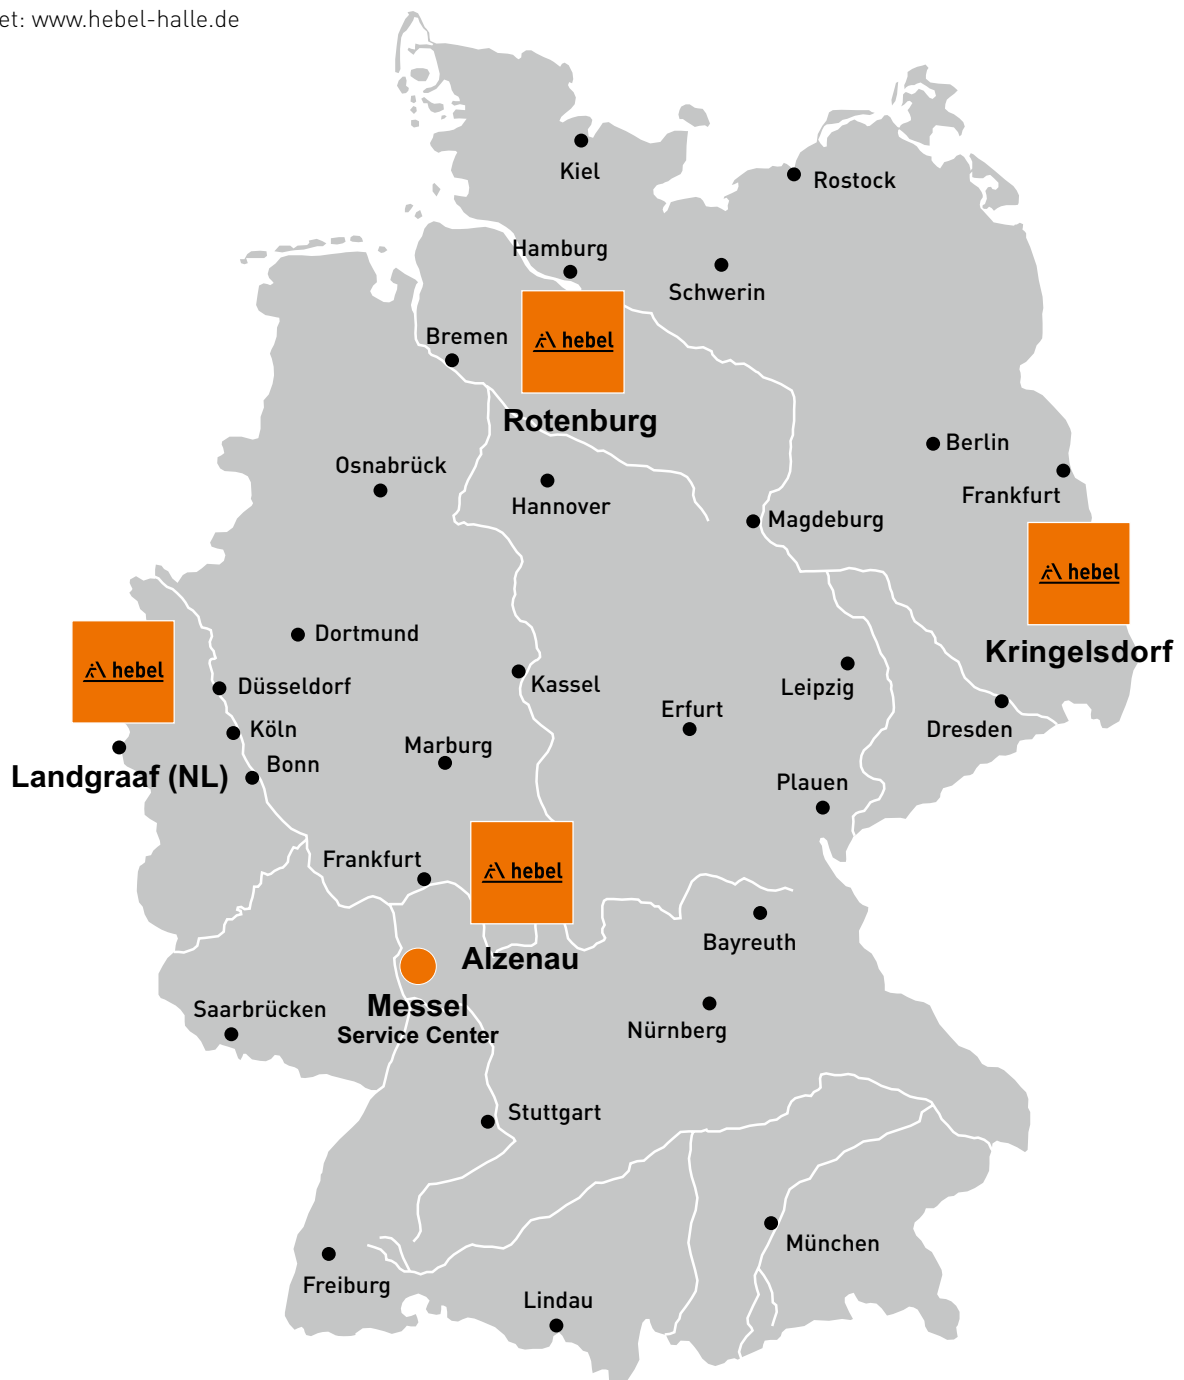 et: www.hebel-halle.de
Kiel
Rostock
Hamburg
Schwerin
Bremen
hebel
Rotenburg
Berlin
Osnabrück
Frankfurt
Hannover
Magdeburg
hebel
Dortmund
Kringelsdorf
hebel
Düsseldorf
Kassel
Leipzig
Erfurt
Köln
Dresden
Marburg
Landgraaf (NL)
Bonn
Plauen
Frankfurt
hebel
Bayreuth
Alzenau
Messel
Service Center
Saarbrücken
Nürnberg
Stuttgart
München
Freiburg
Lindau